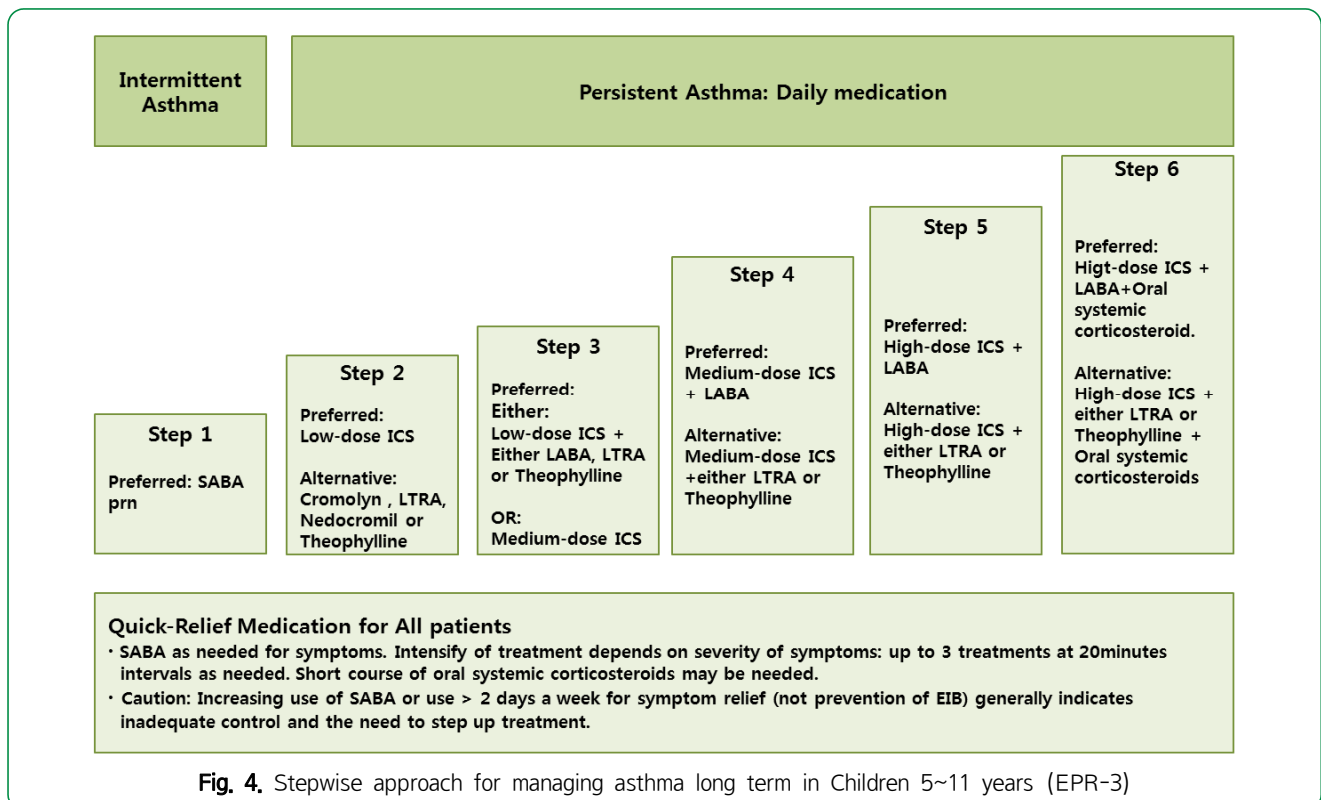 Intermittent
Asthma
Persistent Asthma: Daily medication
Step 1
Preferred: SABA
prn
Step 2
Preferred:
Low-dose ICS
Alternative:
Cromolyn , LTRA,
Nedocromil or
Theophylline
Step 3
Preferred:
Either:
Low-dose ICS +
Either LABA, LTRA
or Theophylline
OR:
Medium-dose ICS
Step 4
Preferred:
Medium-dose ICS
+ LABA
Alternative:
Medium-dose ICS
+either LTRA or
Theophylline
Step 5
Preferred:
High-dose ICS +
LABA
Alternative:
High-dose ICS +
either LTRA or
Theophylline
Step 6
Preferred:
Higt-dose ICS +
LABA+Oral
systemic
corticosteroid.
Alternative:
High-dose ICS +
either LTRA or
Theophylline +
Oral systemic
corticosteroids
Quick-Relief Medication for All patients
· SABA as needed for symptoms. Intensify of treatment depends on severity of symptoms: up to 3 treatments at 20minutes
intervals as needed. Short course of oral systemic corticosteroids may be needed.
· Caution: Increasing use of SABA or use > 2 days a week for symptom relief (not prevention of EIB) generally indicates
inadequate control and the need to step up treatment.
Fig. 4. Stepwise approach for managing asthma long term in Children 5~11 years (EPR-3)